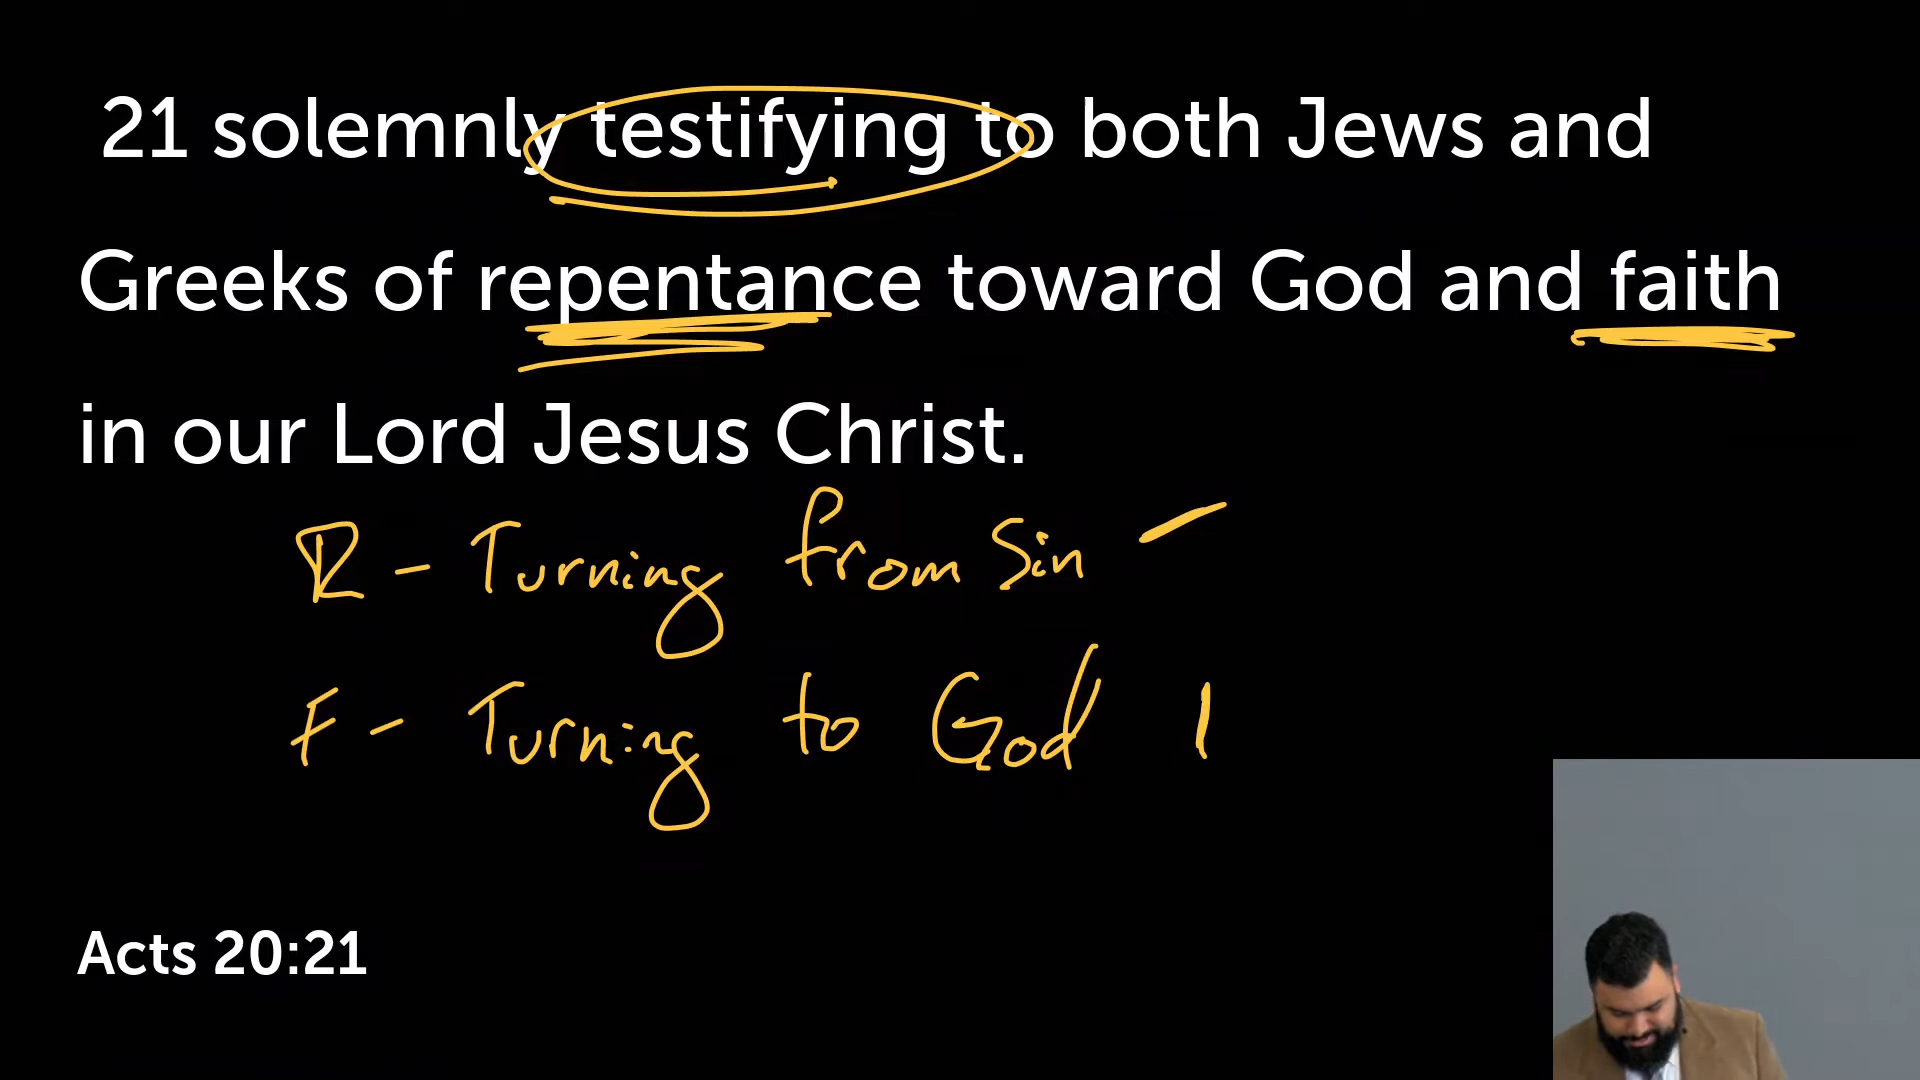 21 solemnly testifying to both Jews and
Greeks of repentance toward God and faith
in our Lord Jesus Christ.
R - Turning from Sin -
F - Turning to God
Acts 20:21